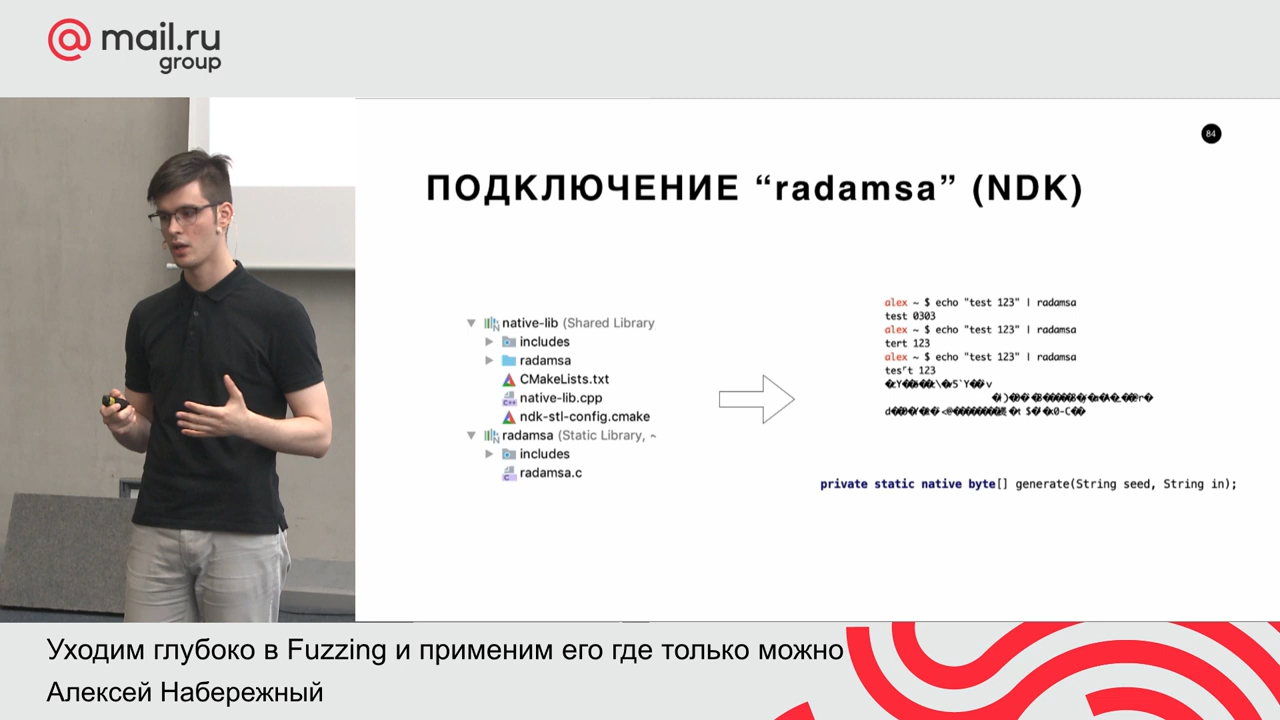 @mail.ru
group
84
ПОДКЛЮЧЕНИЕ “radamsa” (NDK)
native-lib (Shared Library
includes
radamsa
CMakeLists.txt
native-lib.cpp
ndk-stl-config.cmake
radamsa (Static Library, ~
includes
radamsa.c
alex ~ $ echo "test 123" | radamsa
test 0303
alex ~ $ echo "test 123" | radamsa
tert 123
alex ~ $ echo "test 123" | radamsa
private static native byte[] generate(String seed, String in);
Уходим глубоко в Fuzzing и применим его где только можно
Алексей Набережный